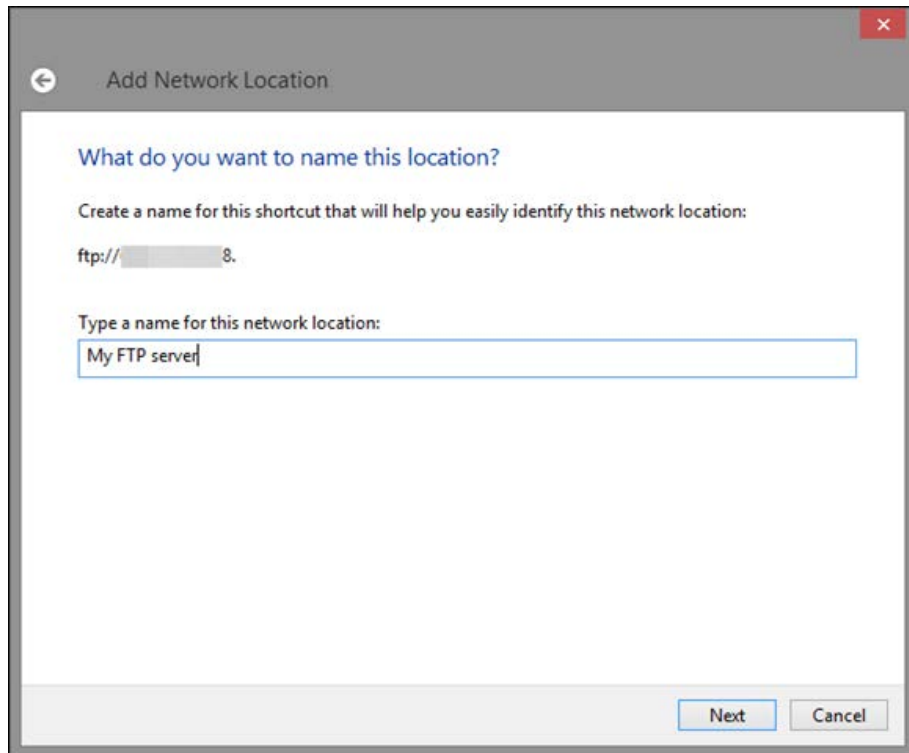 Add Network Location
What do you want to name this location?
Create a name for this shortcut that will help you easily identify this network location:
ftp:// 8.
Type a name for this network location:
My FTP server
Next
Cancel